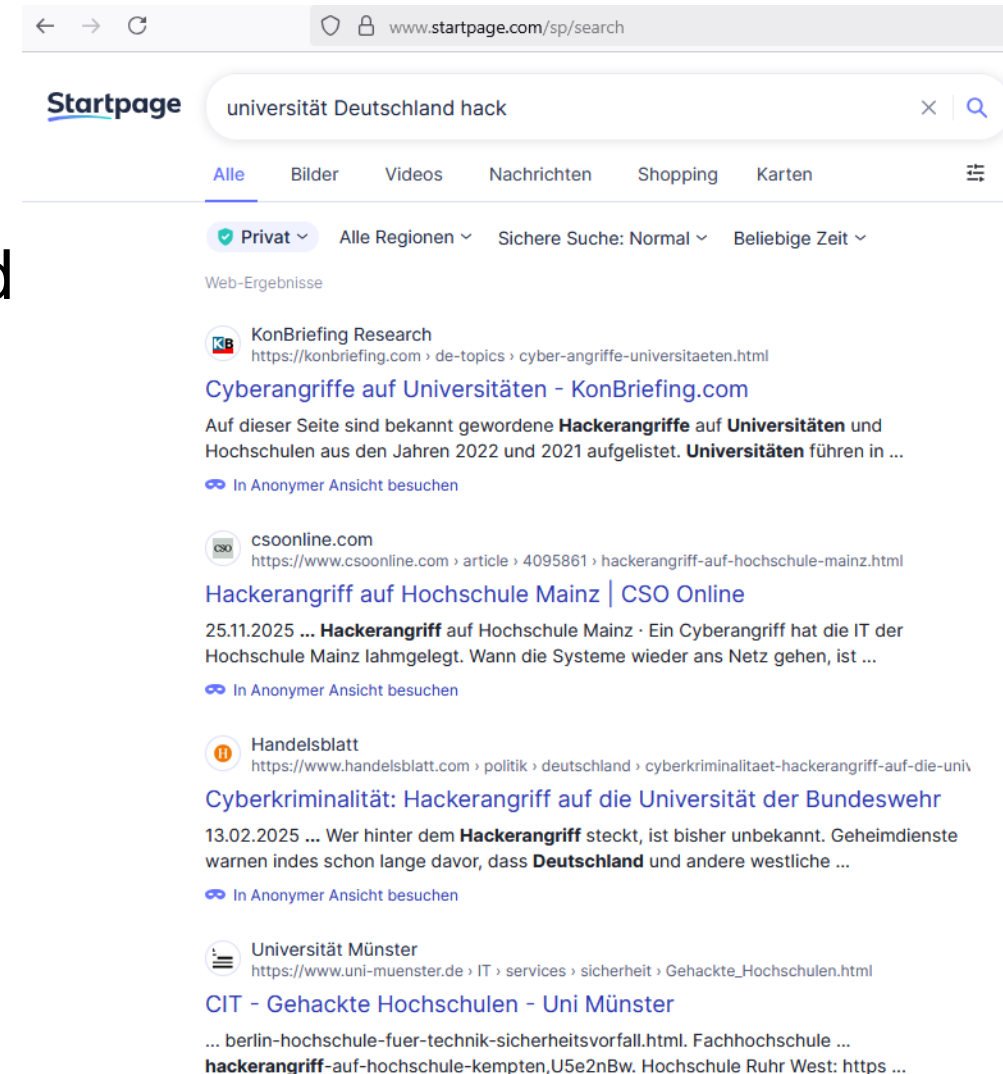 www.startpage.com/sp/search
Startpage
universität Deutschland hack
Alle Bilder Videos Nachrichten Shopping Karten
Privat Alle Regionen Sichere Suche: Normal Beliebige Zeit
d
Web-Ergebnisse
KB
KonBriefing Research
https://konbriefing.com › de-topics › cyber-angriffe-universitaeten.html
Cyberangriffe auf Universitäten - KonBriefing.com
Auf dieser Seite sind bekannt gewordene Hackerangriffe auf Universitäten und
Hochschulen aus den Jahren 2022 und 2021 aufgelistet. Universitäten führen in ...
In Anonymer Ansicht besuchen
CSO
csoonline.com
https://www.csoonline.com › article › 4095861 › hackerangriff-auf-hochschule-mainz.html
Hackerangriff auf Hochschule Mainz | CSO Online
25.11.2025 ... Hackerangriff auf Hochschule Mainz · Ein Cyberangriff hat die IT der
Hochschule Mainz lahmgelegt. Wann die Systeme wieder ans Netz gehen, ist ...
In Anonymer Ansicht besuchen
H
Handelsblatt
https://www.handelsblatt.com › politik › deutschland › cyberkriminalitaet-hackerangriff-auf-die-univ
Cyberkriminalität: Hackerangriff auf die Universität der Bundeswehr
13.02.2025 ... Wer hinter dem Hackerangriff steckt, ist bisher unbekannt. Geheimdienste
warnen indes schon lange davor, dass Deutschland und andere westliche ...
In Anonymer Ansicht besuchen
Universität Münster
https://www.uni-muenster.de › IT › services › sicherheit › Gehackte_Hochschulen.html
CIT - Gehackte Hochschulen - Uni Münster
... berlin-hochschule-fuer-technik-sicherheitsvorfall.html. Fachhochschule ...
hackerangriff-auf-hochschule-kempten,U5e2nBw. Hochschule Ruhr West: https ...